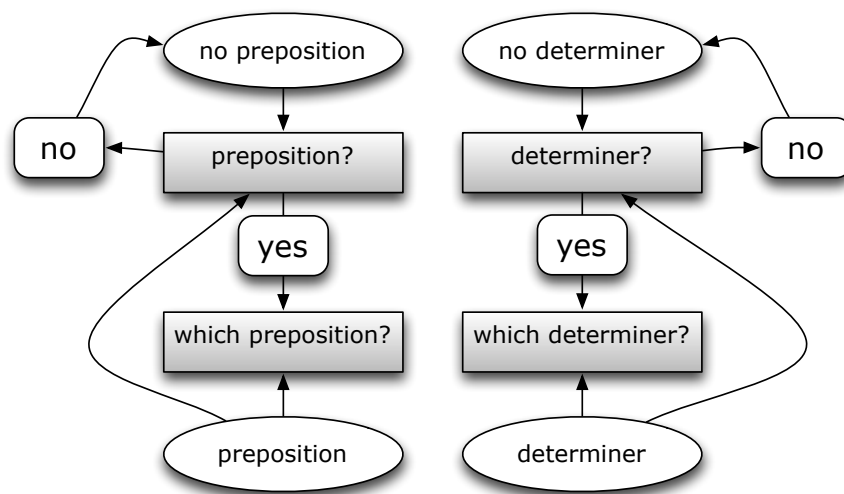 no preposition
no determiner
no
preposition?
determiner?
no
yes
yes
which preposition?
which determiner?
preposition
determiner